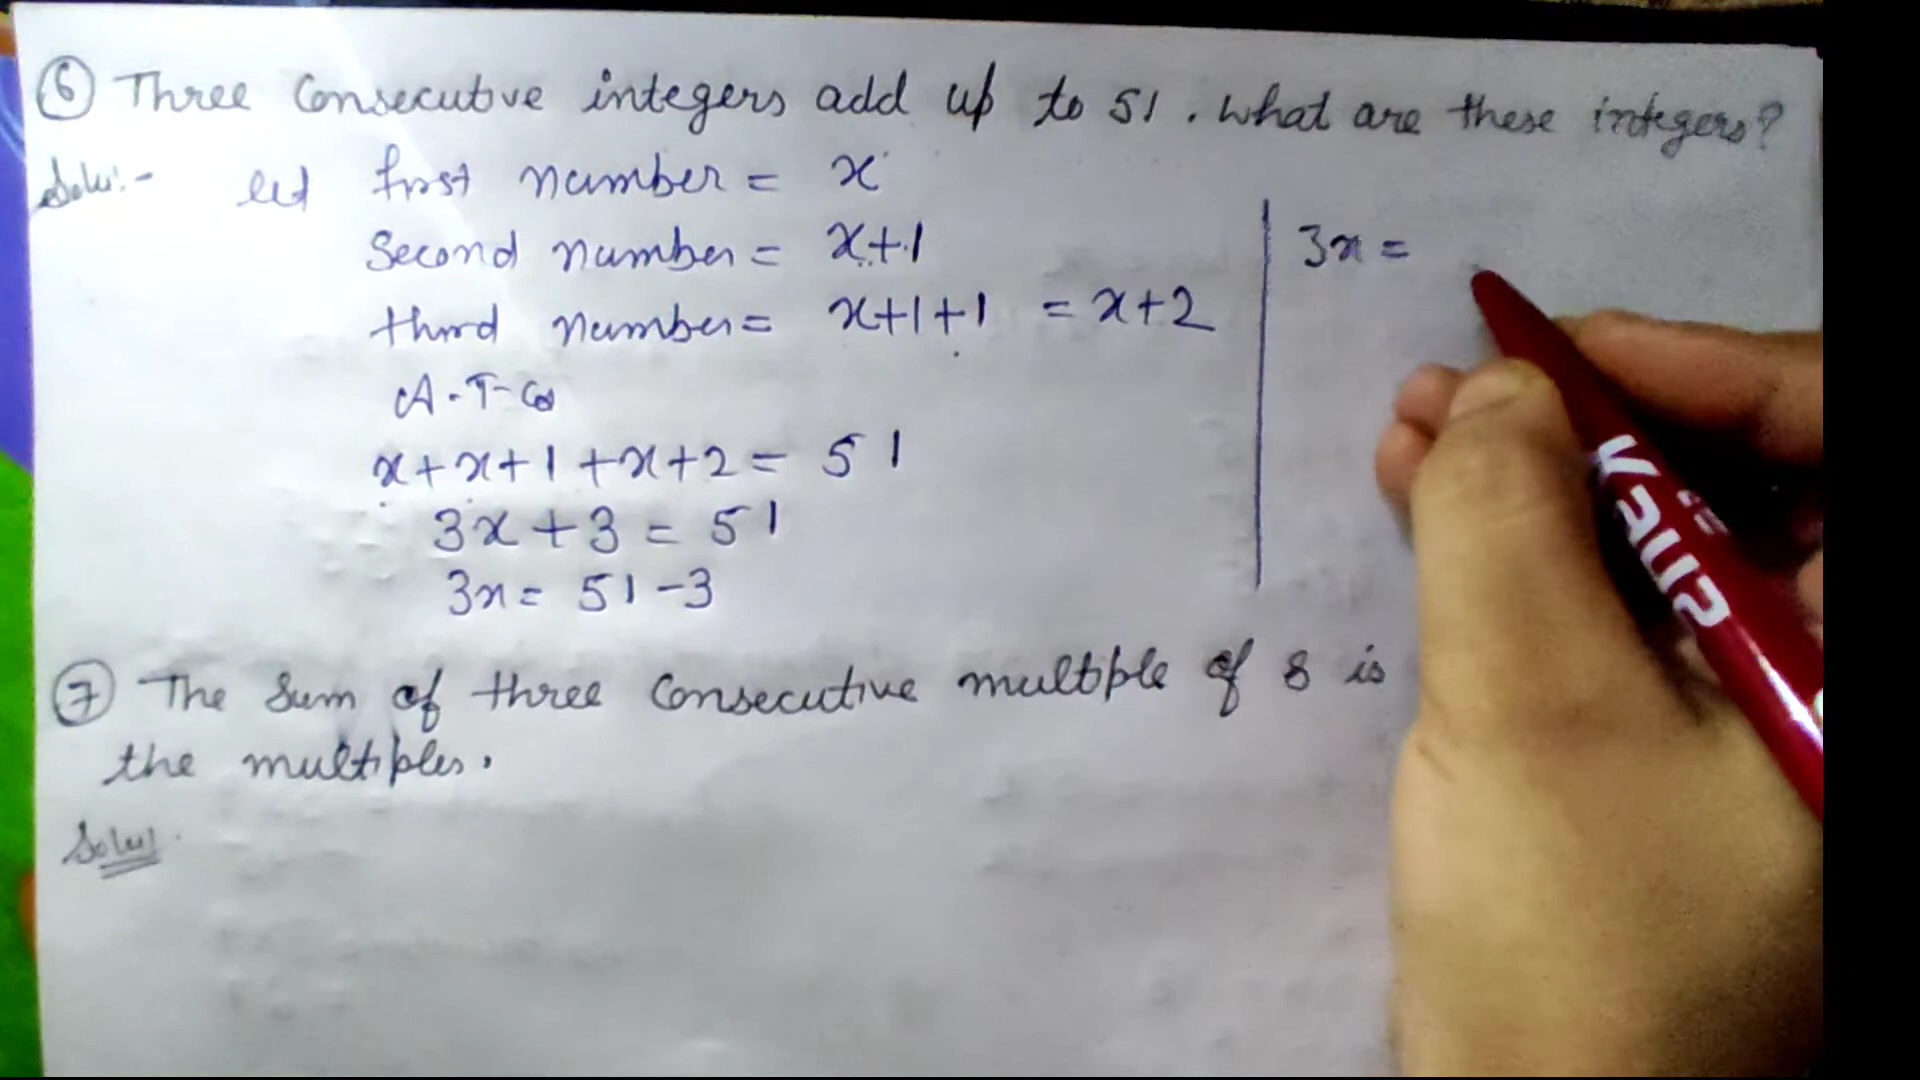 6 Three Consecutive integers add up to 51. What are these integers?
Solu:- let first number = x
Second number = x+1
third number = x+1+1 = x+2
A.T.Q
x+x+1+x+2 = 51
3x+3 = 51
3x = 51-3
3x =
7 The Sum of three Consecutive multiple of 8 is
the multiples.
Solu